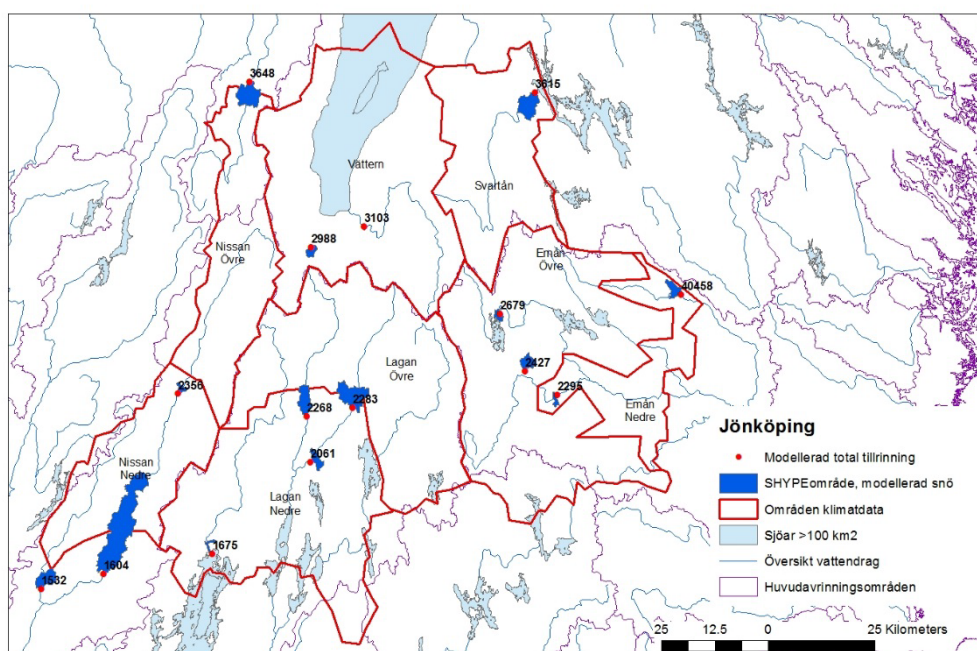 3648
3615
Vättern
Svartån
3103
Nissan
Övre
2988
Emån
Övre
40458
2679
Lagan
Övre
2427
2356
2295
2268
2283
Emån
Nedre
Nissan
Nedre
2061
Lagan
Nedre
1675
1604
1532
Jönköping
Modellerad total tillrinning
SHYPEområde, modellerad snö
Områden klimatdata
Sjöar >100 km2
Översikt vattendrag
Huvudavrinningsområden
25 12.5 0 25 Kilometers